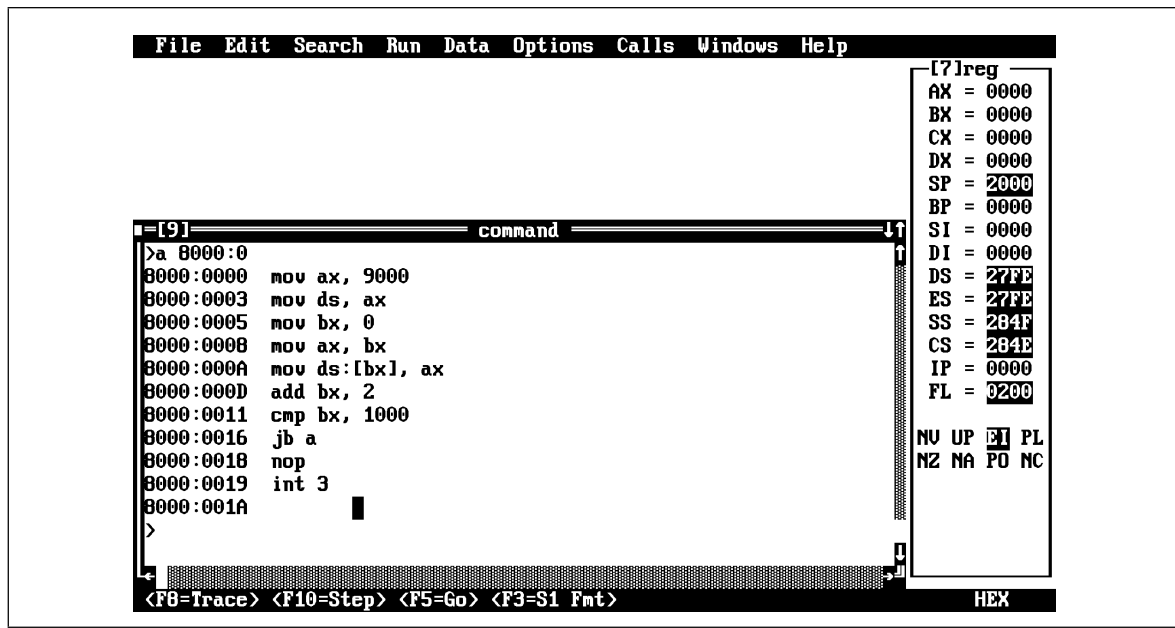 File Edit Search Run Data Options Calls Windows Help
[7]reg
AX = 0000
BX = 0000
CX = 0000
DX = 0000
SP = 2000
BP = 0000
SI = 0000
DI = 0000
DS = 27FE
ES = 27FE
SS = 284F
CS = 284E
IP = 0000
FL = 0200
NV UP EI PL
NZ NA PO NC
[9] command
>a 8000:0
8000:0000 mov ax, 9000
8000:0003 mov ds, ax
8000:0005 mov bx, 0
8000:0008 mov ax, bx
8000:000A mov ds:[bx], ax
8000:000D add bx, 2
8000:0011 cmp bx, 1000
8000:0016 jb a
8000:0018 nop
8000:0019 int 3
8000:001A
>
<F8=Trace> <F10=Step> <F5=Go> <F3=S1 Fmt> HEX